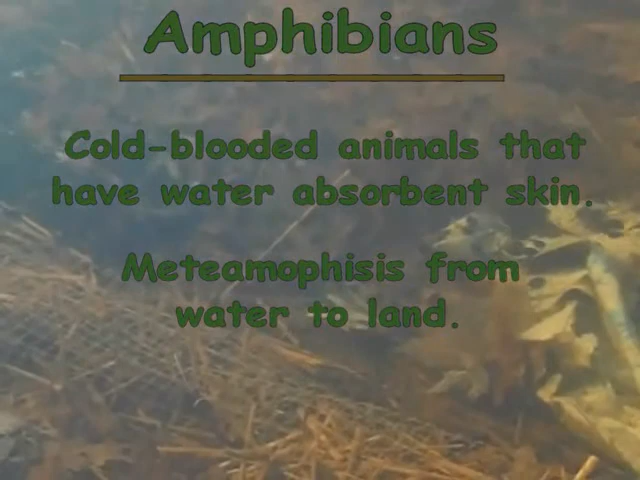 Amphibians
Cold-blooded animals that
have water absorbent skin.
Meteamophisis from
water to land.